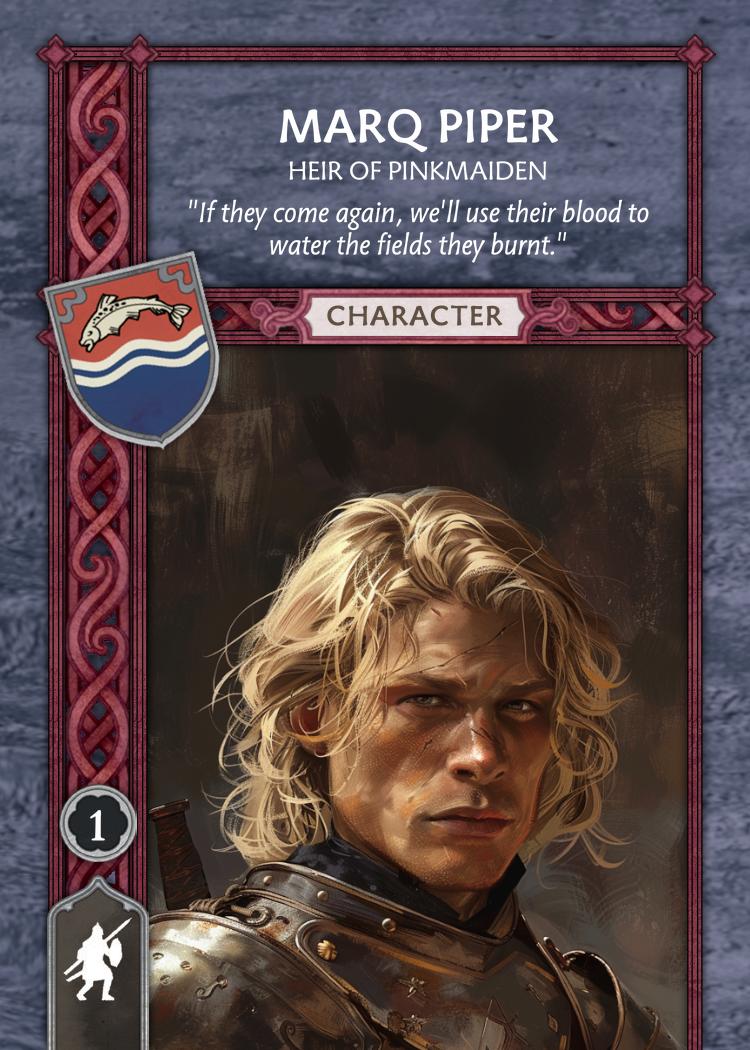 MARQ PIPER
HEIR OF PINKMAIDEN
"If they come again, we'll use their blood to
water the fields they burnt."
CHARACTER
1